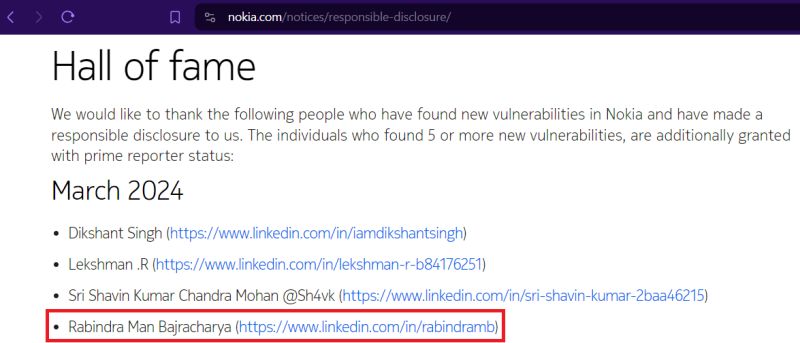 nokia.com/notices/responsible-disclosure/
Hall of fame
We would like to thank the following people who have found new vulnerabilities in Nokia and have made a
responsible disclosure to us. The individuals who found 5 or more new vulnerabilities, are additionally granted
with prime reporter status:
March 2024
• Dikshant Singh (https://www.linkedin.com/in/iamdikshantsingh)
• Lekshman .R (https://www.linkedin.com/in/lekshman-r-b84176251)
• Sri Shavin Kumar Chandra Mohan @Sh4vk (https://www.linkedin.com/in/sri-shavin-kumar-2baa46215)
• Rabindra Man Bajracharya (https://www.linkedin.com/in/rabindramb)